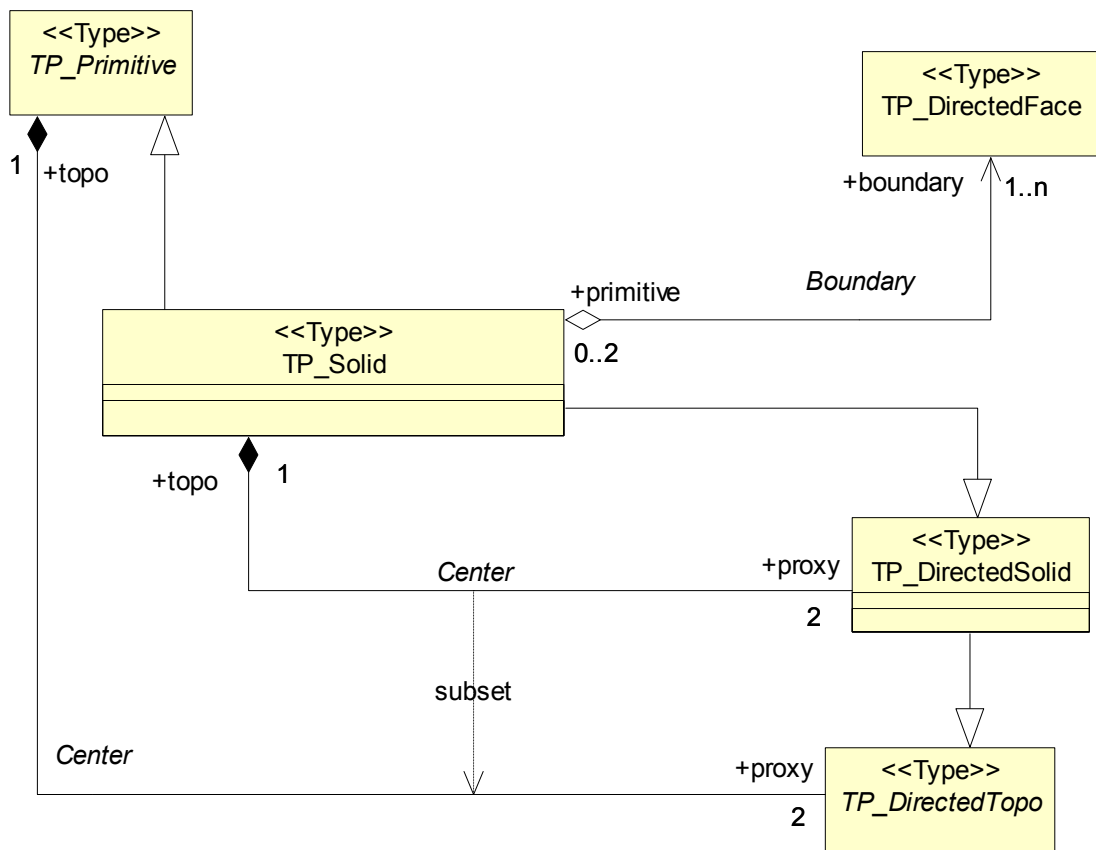 <<Type>>
TP_Primitive
<<Type>>
TP_DirectedFace
1
+topo
+boundary
1..n
+primitive
Boundary
0..2
<<Type>>
TP_Solid
+topo
1
Center
+proxy
2
<<Type>>
TP_DirectedSolid
subset
Center
+proxy
2
<<Type>>
TP_DirectedTopo